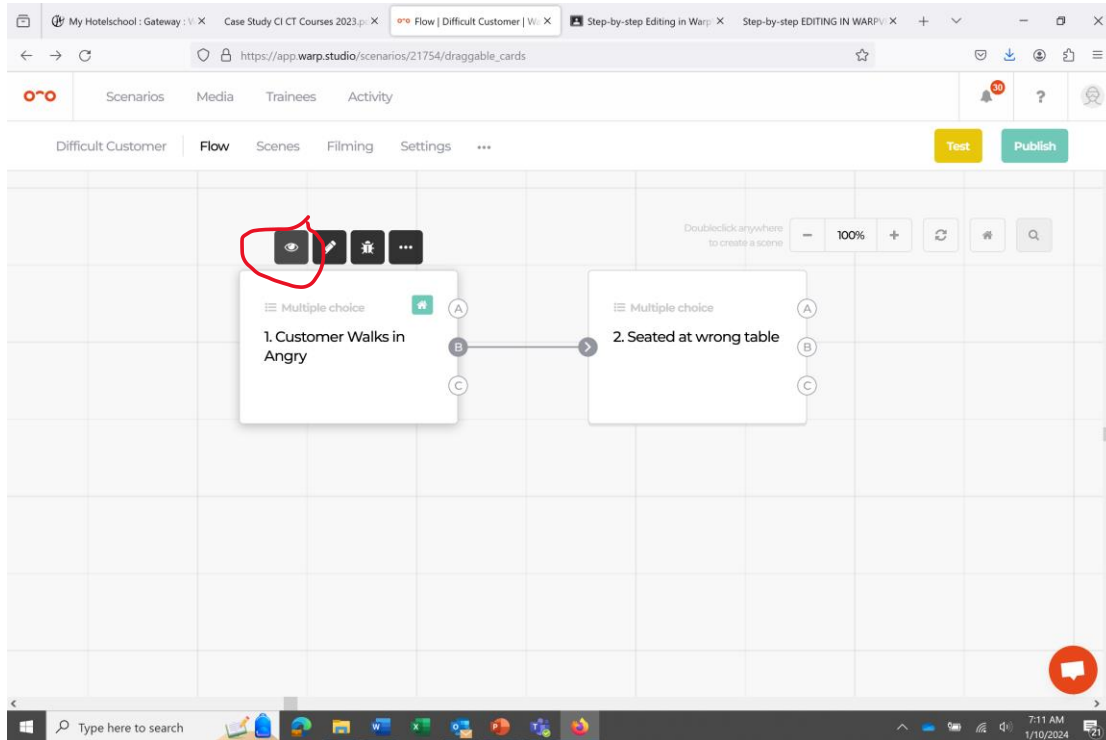 My Hotelschool : Gateway : W
Case Study CI CT Courses 2023.p
Flow | Difficult Customer | Wa
Step-by-step Editing in Warp
Step-by-step EDITING IN WARPVI
https://app.warp.studio/scenarios/21754/draggable_cards
Scenarios Media Trainees Activity
30
?
Difficult Customer Flow Scenes Filming Settings ...
Test Publish
Doubleclick anywhere
to create a scene
- 100% +
Multiple choice
A
1. Customer Walks in
Angry
B
C
Multiple choice
A
2. Seated at wrong table
B
C
Type here to search
7:11 AM
1/10/2024
21